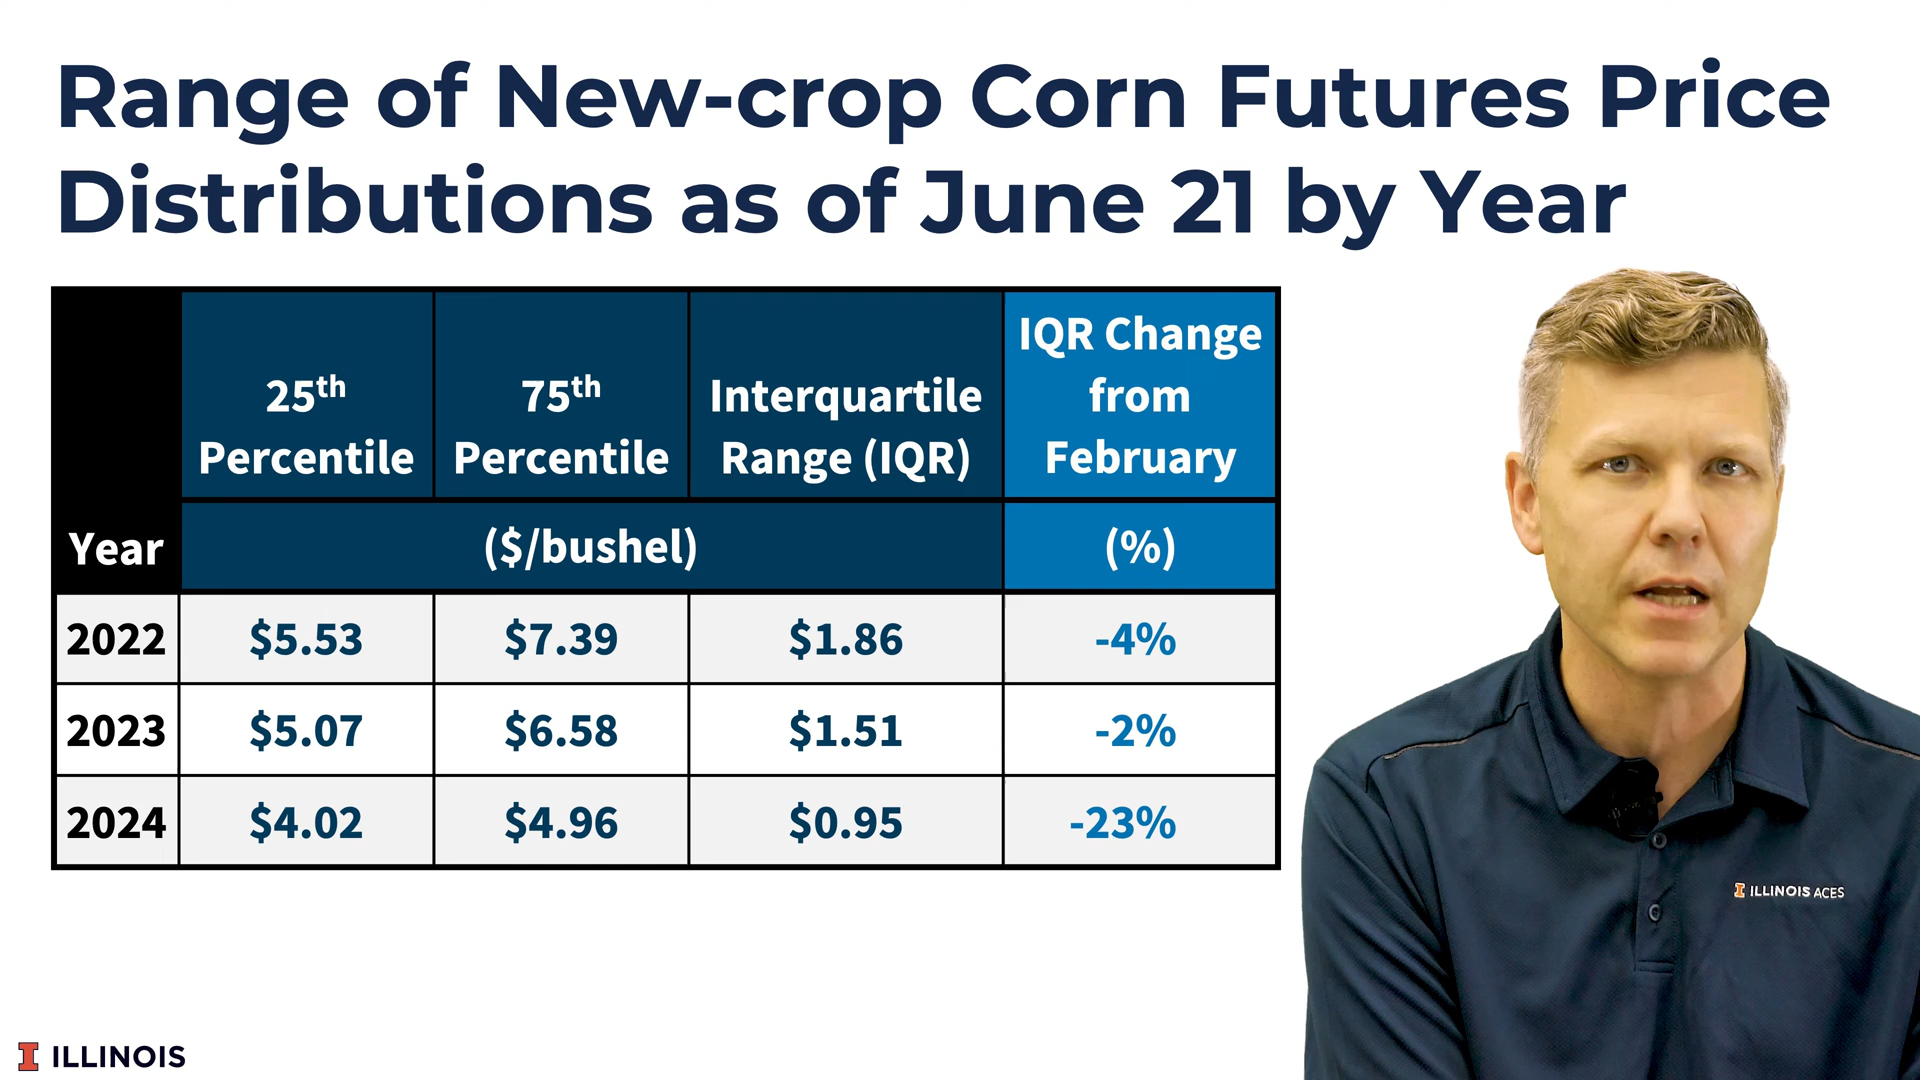 Range of New-crop Corn Futures Price
Distributions as of June 21 by Year
Year
25th
Percentile
75th
Percentile
Interquartile
Range (IQR)
IQR Change
from
February
($/bushel)
(%)
2022 $5.53 $7.39 $1.86 -4%
2023 $5.07 $6.58 $1.51 -2%
2024 $4.02 $4.96 $0.95 -23%
I ILLINOIS ACES
I ILLINOIS